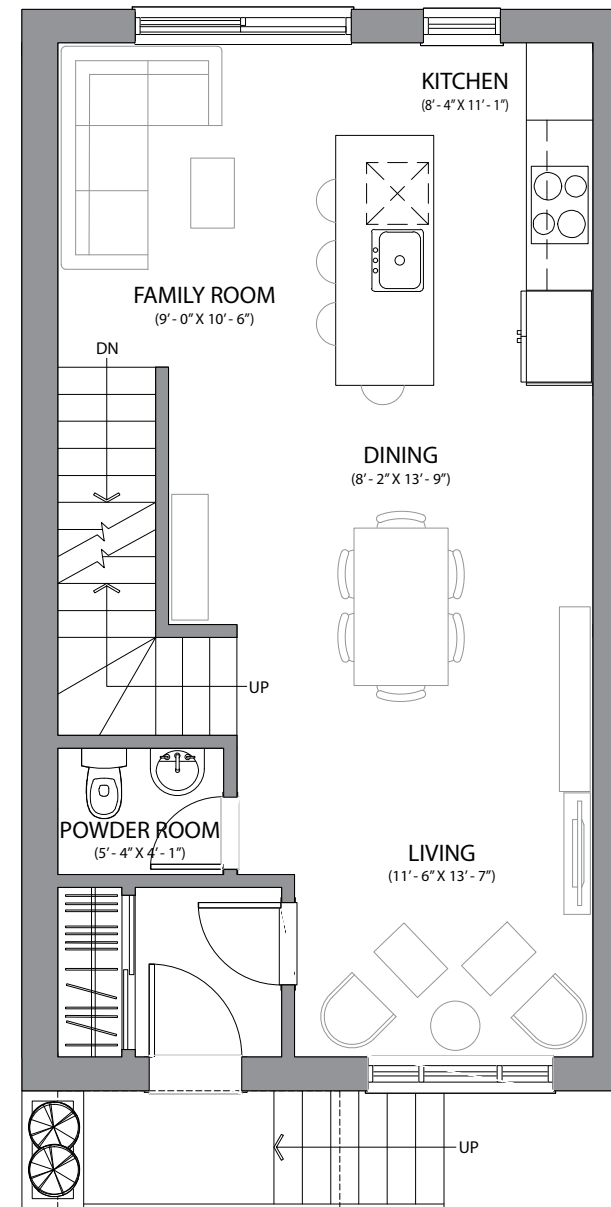 KITCHEN
(8' - 4" X 11' - 1")
FAMILY ROOM
(9' - 0" X 10' - 6")
DN
DINING
(8' - 2" X 13' - 9")
UP
POWDER ROOM
(5' - 4" X 4' - 1")
LIVING
(11' - 6" X 13' - 7")
UP